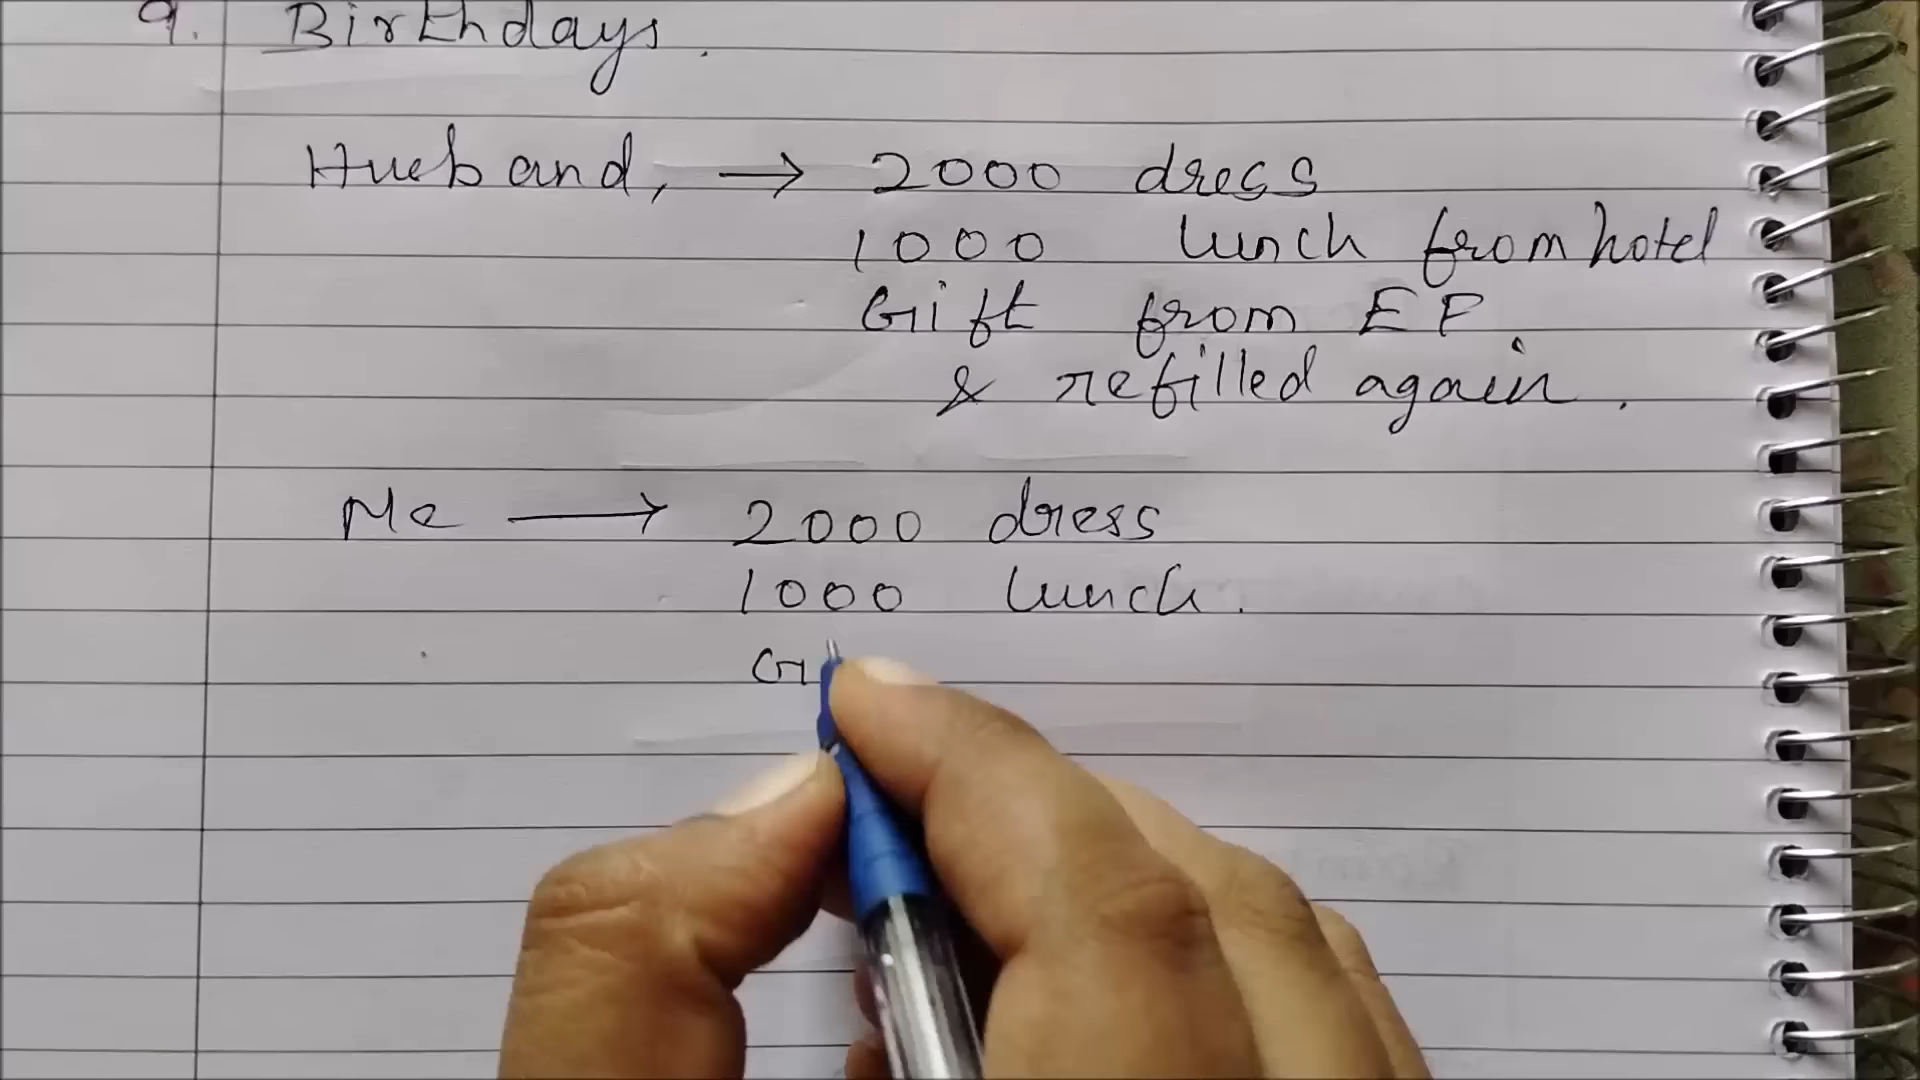 9. Birthdays.
Husband, → 2000 dress
1000 lunch from hotel
Gift from EF
& refilled again.
Me → 2000 dress
1000 lunch.
G